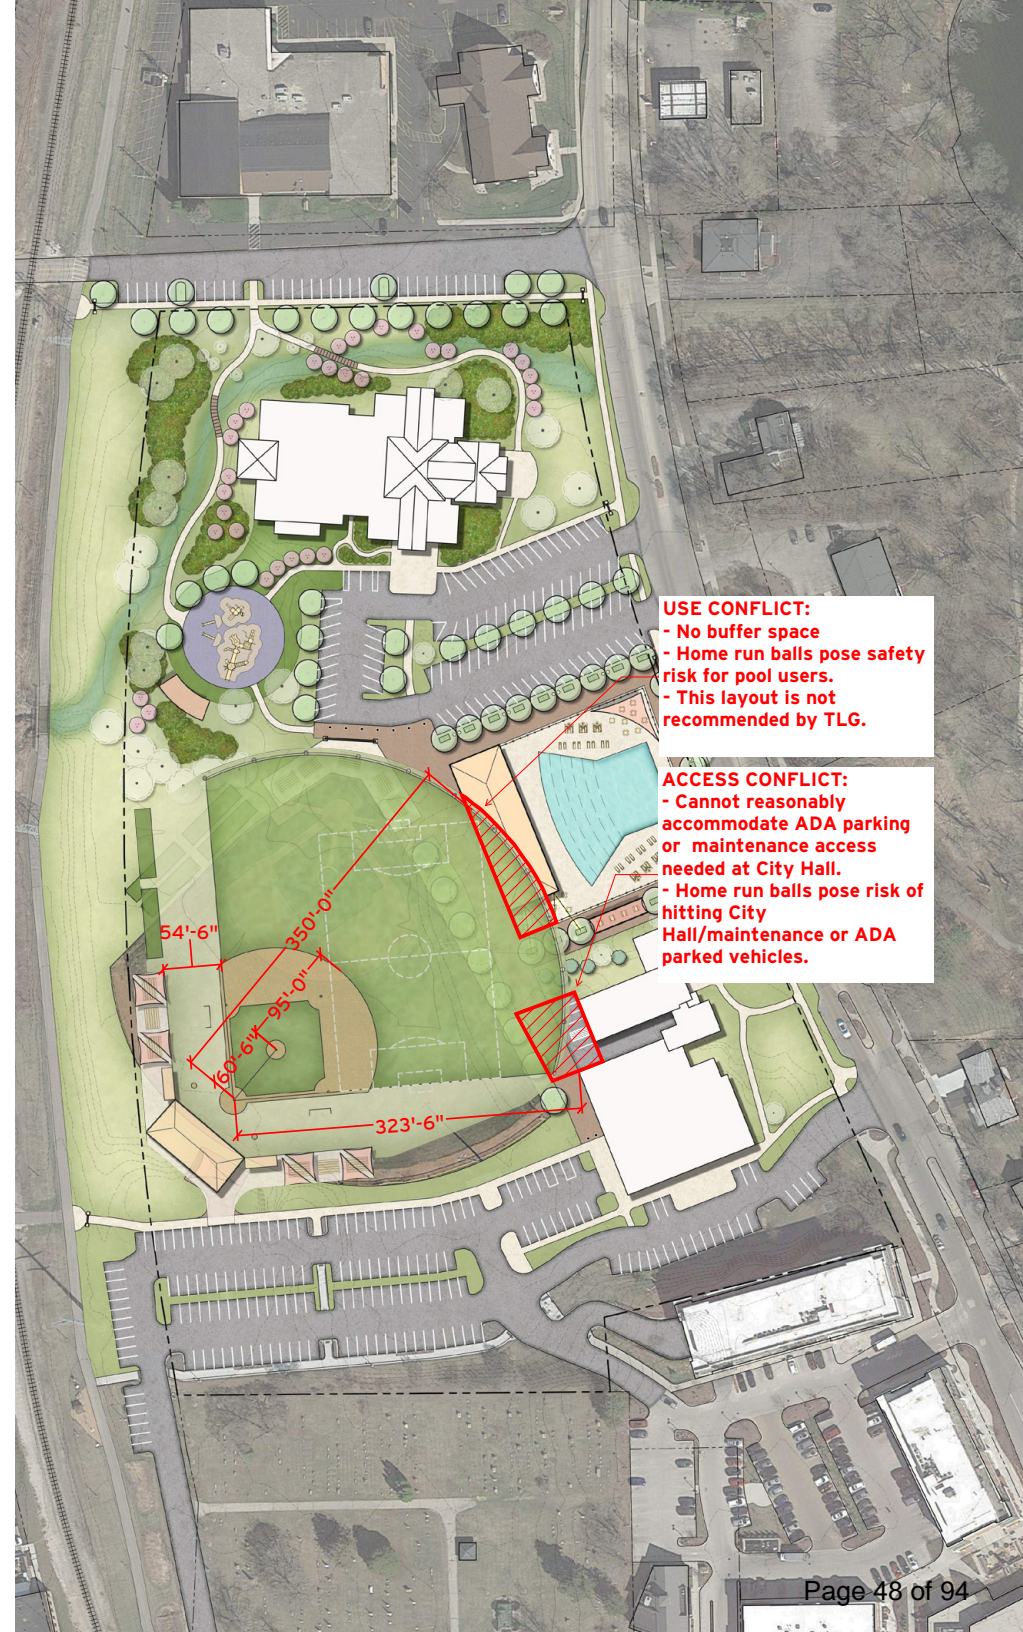 USE CONFLICT:
- No buffer space
- Home run balls pose safety
risk for pool users.
- This layout is not
recommended by TLG.
ACCESS CONFLICT:
- Cannot reasonably
accommodate ADA parking
or maintenance access
needed at City Hall.
- Home run balls pose risk of
hitting City
Hall/maintenance or ADA
parked vehicles.
350'-0"
54'-6"
95'-0"
60'-6"
323'-6"
Page 48 of 94